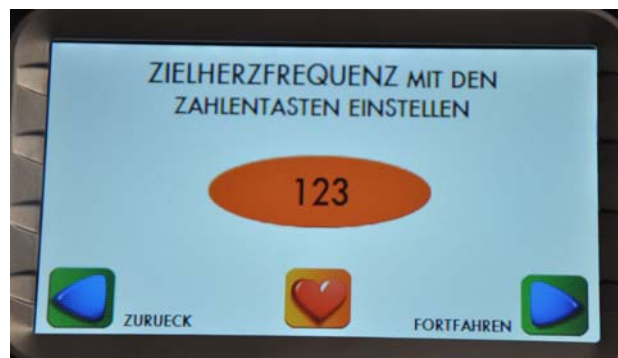 ZIELHERZFREQUENZ MIT DEN
ZAHLENTASTEN EINSTELLEN
123
ZURUECK
FORTFAHREN